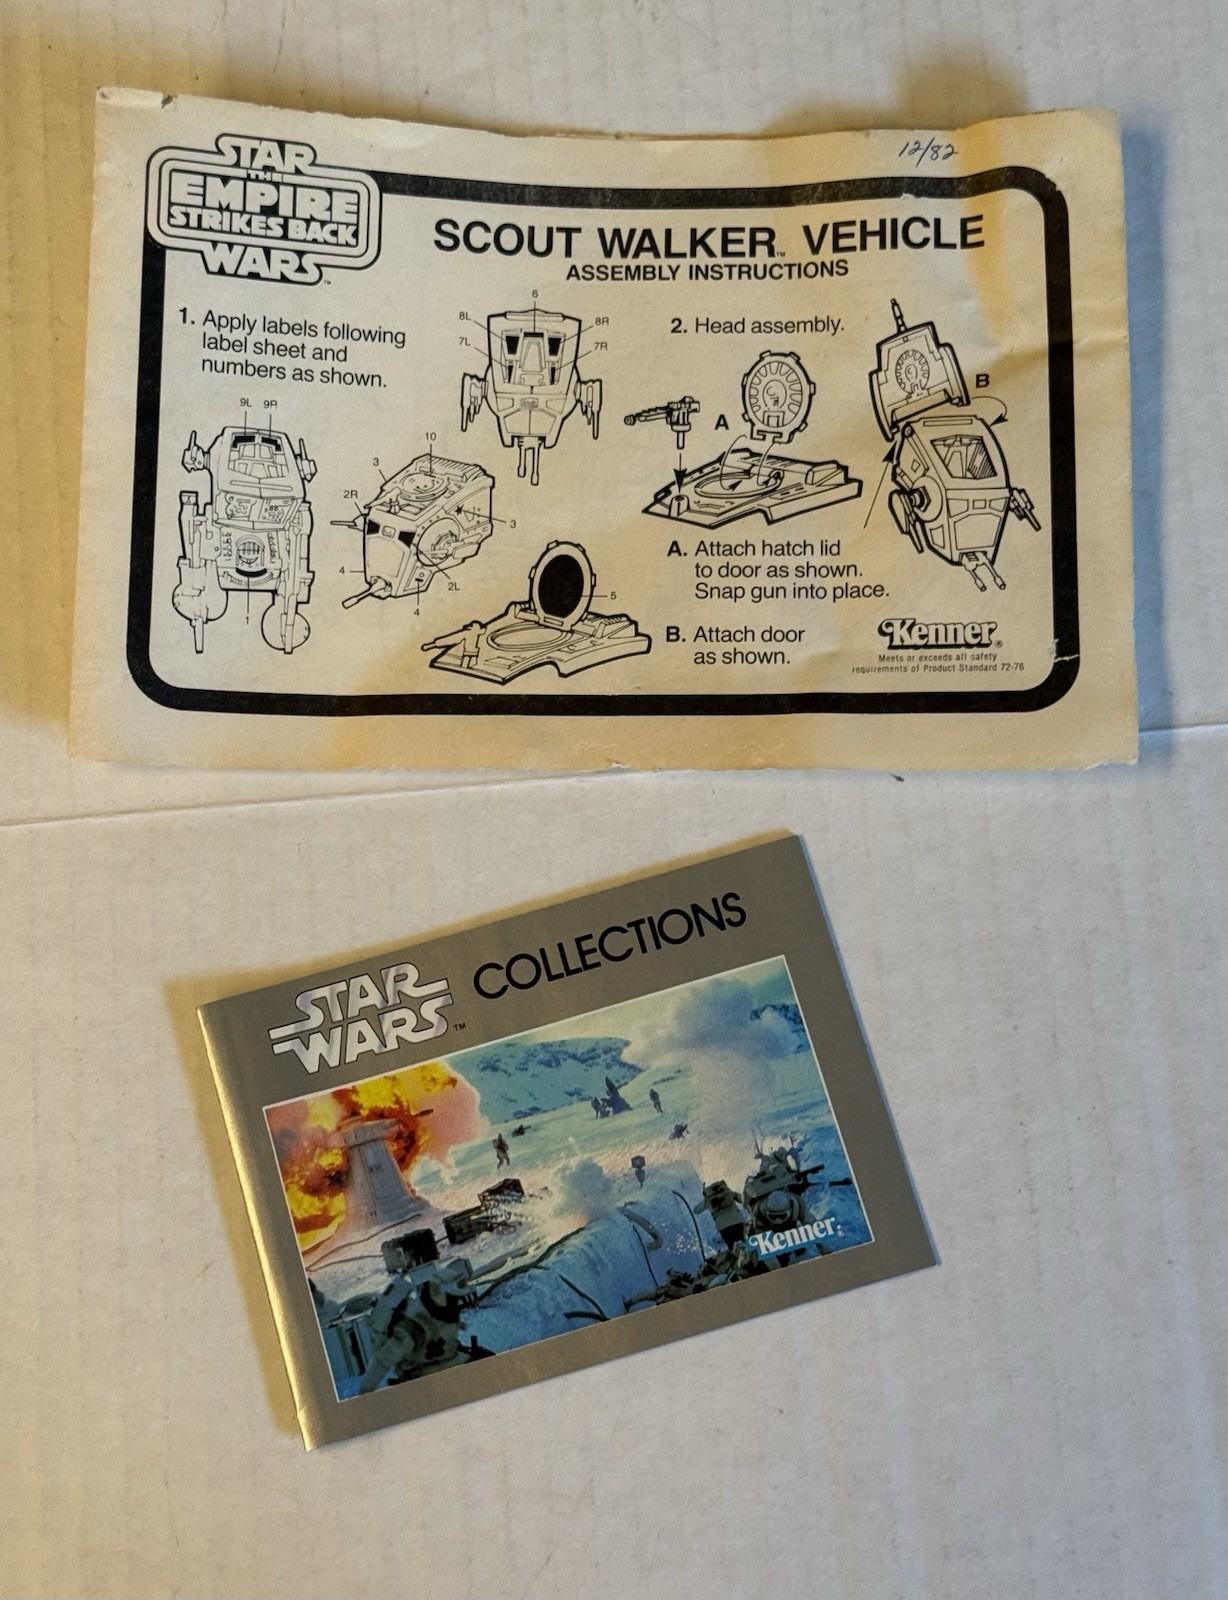 12/82
STAR
THE
EMPIRE
STRIKES BACK
WARS™
SCOUT WALKER™ VEHICLE
ASSEMBLY INSTRUCTIONS
1. Apply labels following
label sheet and
numbers as shown.
9L 9R
1
6
8L 8R
7L 7R
10
3
2R
3
4
2L
4
5
2. Head assembly.
A
B
A. Attach hatch lid
to door as shown.
Snap gun into place.
B. Attach door
as shown.
Kenner®
Meets or exceeds all safety
requirements of Product Standard 72-76
STAR
WARS™
COLLECTIONS
Kenner®